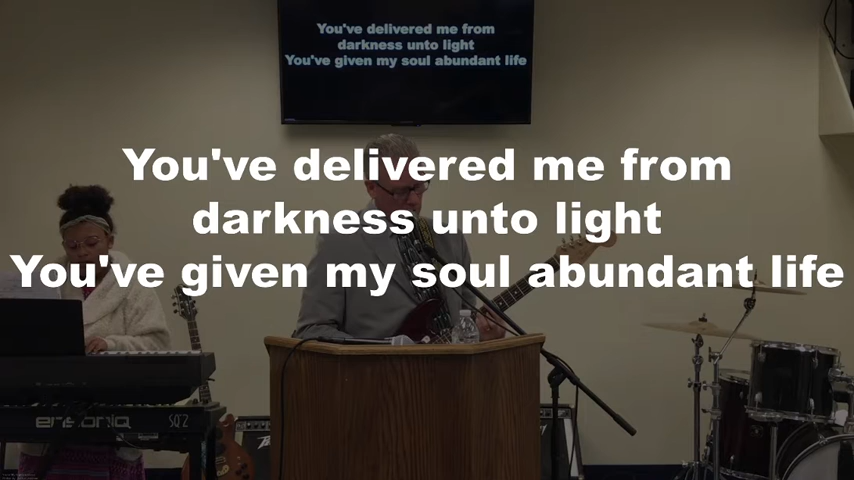 You've delivered me from
darkness unto light
You've given my soul abundant life
You've delivered me from
darkness unto light
You've given my soul abundant life
ensoniq SQ2